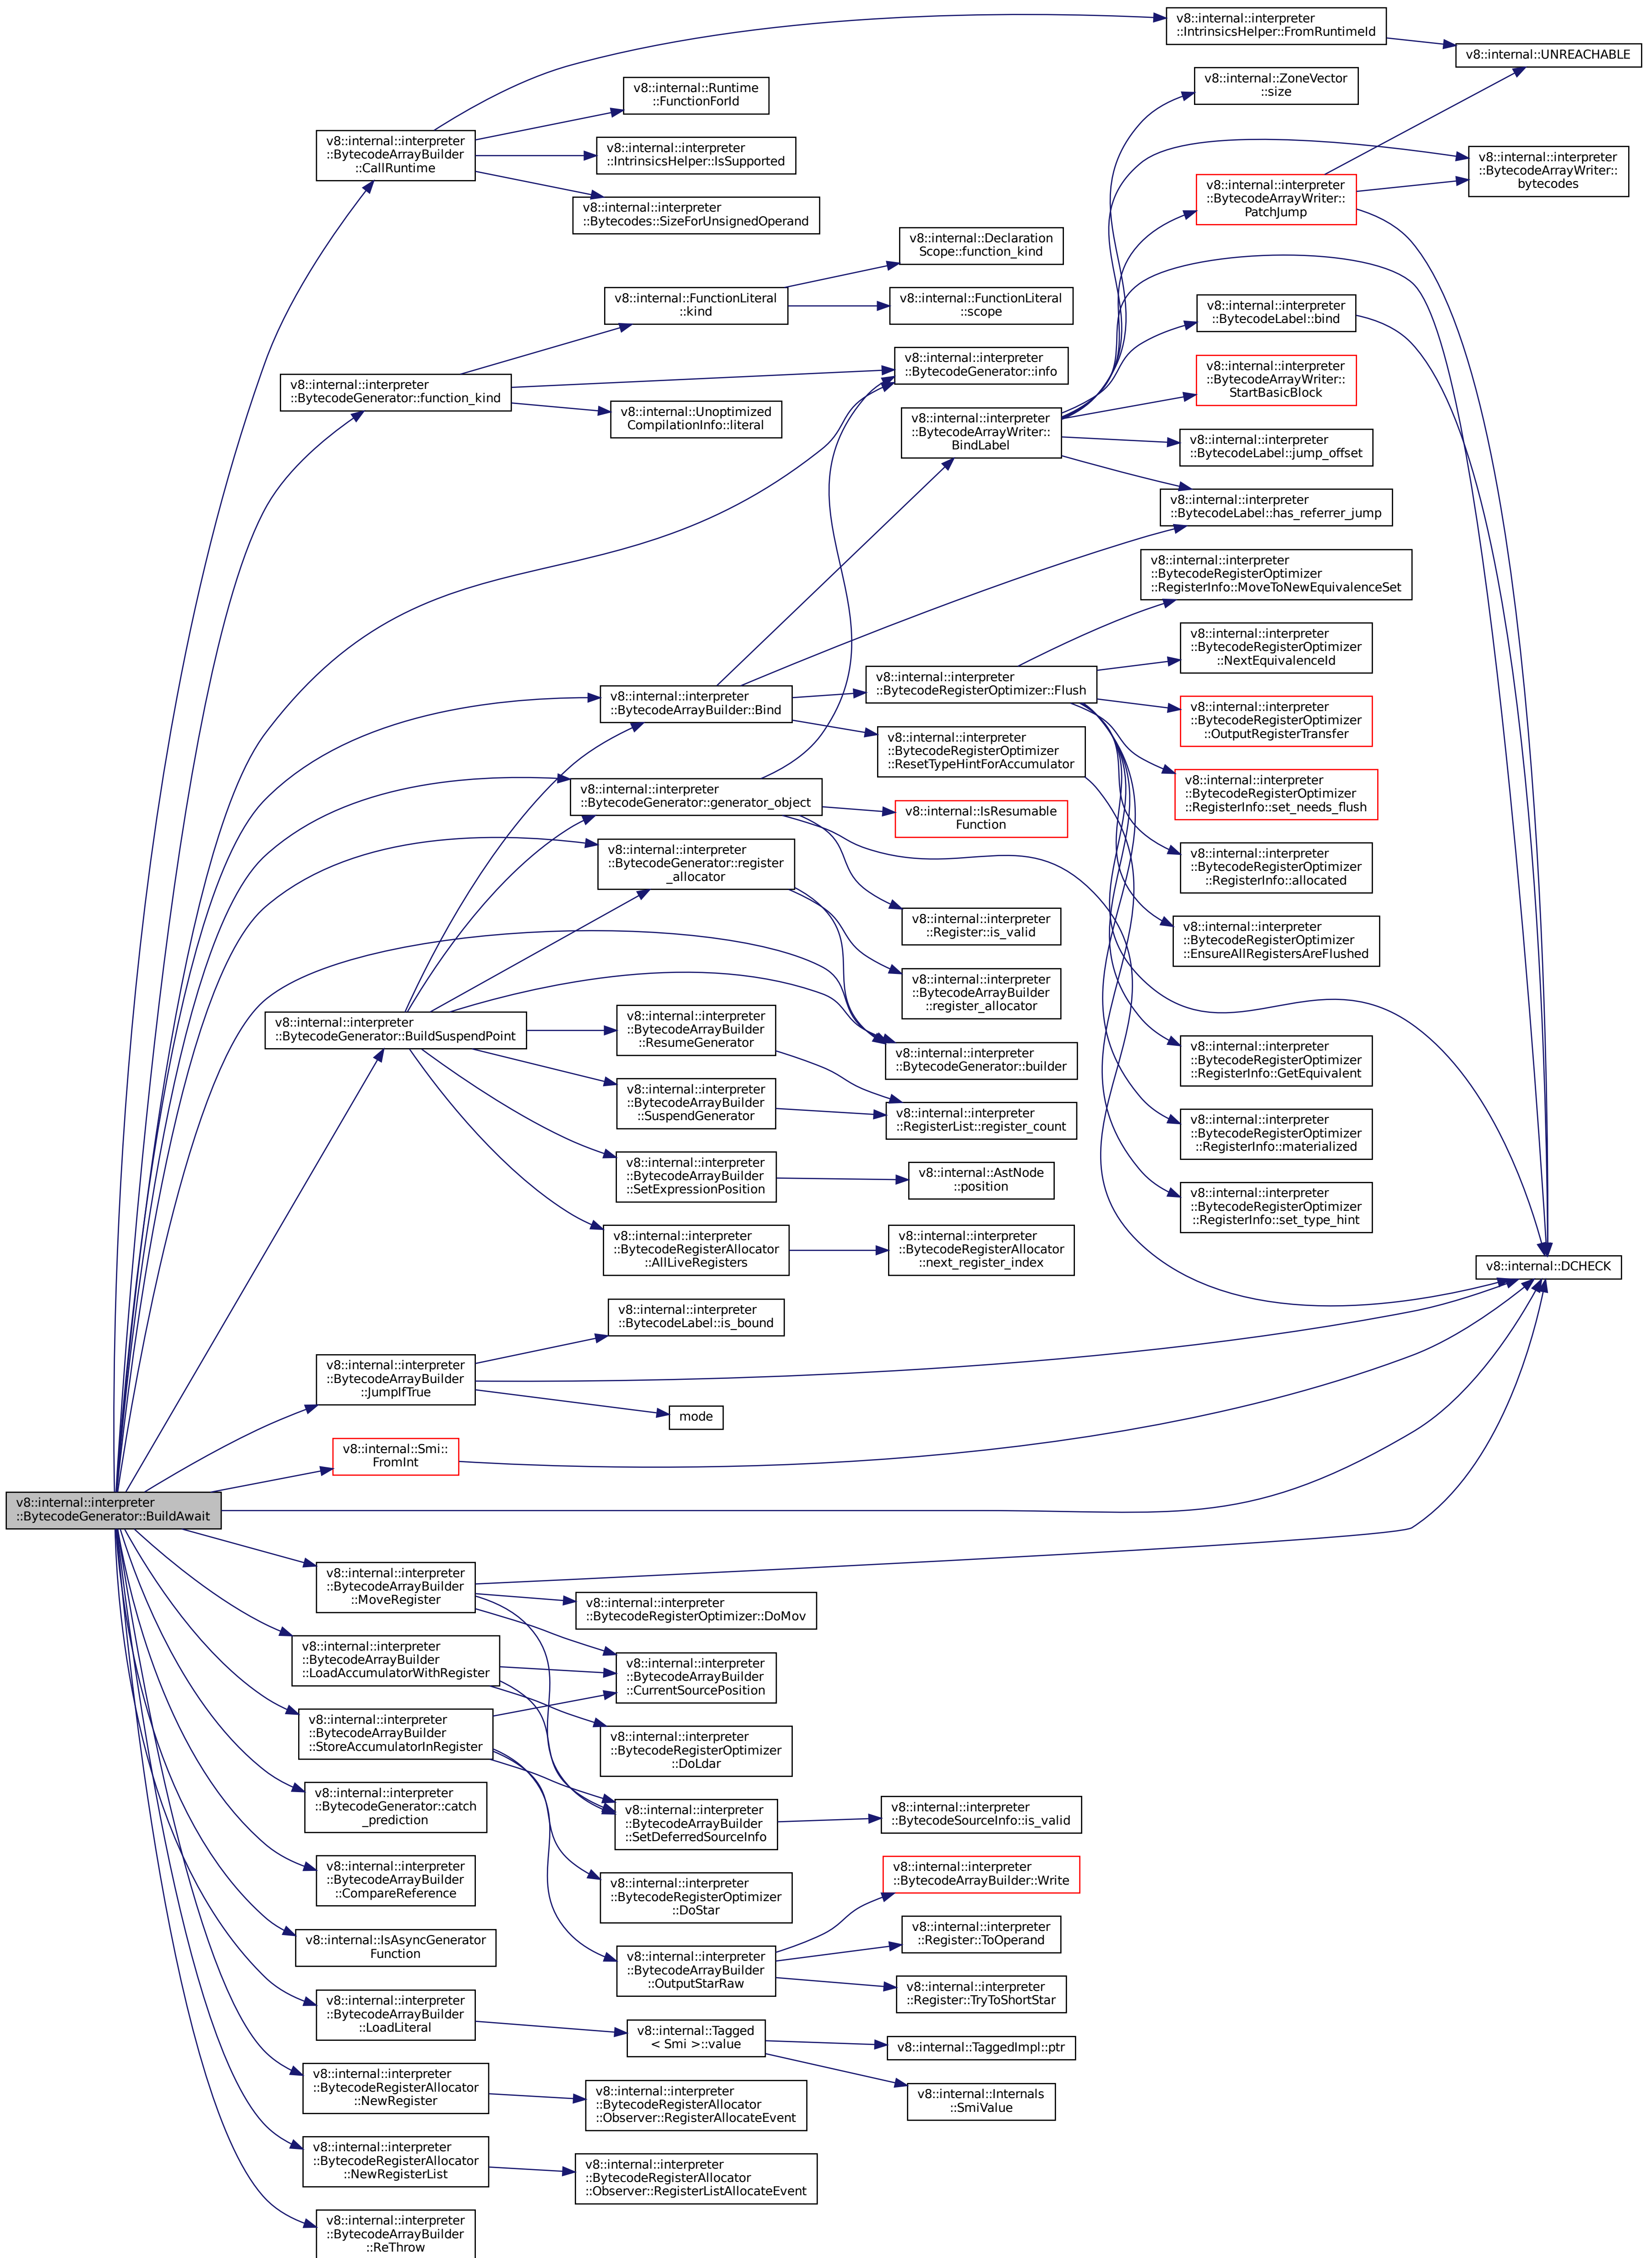 v8::internal::interpreter
::IntrinsicsHelper::FromRuntimeId
v8::internal::UNREACHABLE
v8::internal::Runtime
::FunctionForId
v8::internal::ZoneVector
::size
v8::internal::interpreter
::BytecodeArrayBuilder
::CallRuntime
v8::internal::interpreter
::IntrinsicsHelper::IsSupported
v8::internal::interpreter
::BytecodeArrayWriter::
bytecodes
v8::internal::interpreter
::BytecodeArrayWriter::
PatchJump
v8::internal::interpreter
::Bytecodes::SizeForUnsignedOperand
v8::internal::Declaration
Scope::function_kind
v8::internal::FunctionLiteral
::kind
v8::internal::FunctionLiteral
::scope
v8::internal::interpreter
::BytecodeLabel::bind
v8::internal::interpreter
::BytecodeGenerator::info
v8::internal::interpreter
::BytecodeArrayWriter::
StartBasicBlock
v8::internal::interpreter
::BytecodeGenerator::function_kind
v8::internal::Unoptimized
CompilationInfo::literal
v8::internal::interpreter
::BytecodeArrayWriter::
BindLabel
v8::internal::interpreter
::BytecodeLabel::jump_offset
v8::internal::interpreter
::BytecodeLabel::has_referrer_jump
v8::internal::interpreter
::BytecodeRegisterOptimizer
::RegisterInfo::MoveToNewEquivalenceSet
v8::internal::interpreter
::BytecodeRegisterOptimizer
::NextEquivalenceId
v8::internal::interpreter
::BytecodeRegisterOptimizer::Flush
v8::internal::interpreter
::BytecodeArrayBuilder::Bind
v8::internal::interpreter
::BytecodeRegisterOptimizer
::OutputRegisterTransfer
v8::internal::interpreter
::BytecodeRegisterOptimizer
::ResetTypeHintForAccumulator
v8::internal::interpreter
::BytecodeRegisterOptimizer
::RegisterInfo::set_needs_flush
v8::internal::interpreter
::BytecodeGenerator::generator_object
v8::internal::IsResumable
Function
v8::internal::interpreter
::BytecodeGenerator::register
_allocator
v8::internal::interpreter
::BytecodeRegisterOptimizer
::RegisterInfo::allocated
v8::internal::interpreter
::Register::is_valid
v8::internal::interpreter
::BytecodeRegisterOptimizer
::EnsureAllRegistersAreFlushed
v8::internal::interpreter
::BytecodeArrayBuilder
::register_allocator
v8::internal::interpreter
::BytecodeGenerator::BuildSuspendPoint
v8::internal::interpreter
::BytecodeArrayBuilder
::ResumeGenerator
v8::internal::interpreter
::BytecodeGenerator::builder
v8::internal::interpreter
::BytecodeRegisterOptimizer
::RegisterInfo::GetEquivalent
v8::internal::interpreter
::BytecodeArrayBuilder
::SuspendGenerator
v8::internal::interpreter
::RegisterList::register_count
v8::internal::interpreter
::BytecodeRegisterOptimizer
::RegisterInfo::materialized
v8::internal::interpreter
::BytecodeArrayBuilder
::SetExpressionPosition
v8::internal::AstNode
::position
v8::internal::interpreter
::BytecodeRegisterOptimizer
::RegisterInfo::set_type_hint
v8::internal::interpreter
::BytecodeRegisterAllocator
::AllLiveRegisters
v8::internal::interpreter
::BytecodeRegisterAllocator
::next_register_index
v8::internal::DCHECK
v8::internal::interpreter
::BytecodeLabel::is_bound
v8::internal::interpreter
::BytecodeArrayBuilder
::JumpIfTrue
mode
v8::internal::Smi::
FromInt
v8::internal::interpreter
::BytecodeGenerator::BuildAwait
v8::internal::interpreter
::BytecodeArrayBuilder
::MoveRegister
v8::internal::interpreter
::BytecodeRegisterOptimizer::DoMov
v8::internal::interpreter
::BytecodeArrayBuilder
::LoadAccumulatorWithRegister
v8::internal::interpreter
::BytecodeArrayBuilder
::CurrentSourcePosition
v8::internal::interpreter
::BytecodeArrayBuilder
::StoreAccumulatorInRegister
v8::internal::interpreter
::BytecodeRegisterOptimizer
::DoLdar
v8::internal::interpreter
::BytecodeGenerator::catch
_prediction
v8::internal::interpreter
::BytecodeArrayBuilder
::SetDeferredSourceInfo
v8::internal::interpreter
::BytecodeSourceInfo::is_valid
v8::internal::interpreter
::BytecodeArrayBuilder
::CompareReference
v8::internal::interpreter
::BytecodeRegisterOptimizer
::DoStar
v8::internal::interpreter
::BytecodeArrayBuilder::Write
v8::internal::IsAsyncGenerator
Function
v8::internal::interpreter
::BytecodeArrayBuilder
::OutputStarRaw
v8::internal::interpreter
::Register::ToOperand
v8::internal::interpreter
::Register::TryToShortStar
v8::internal::interpreter
::BytecodeArrayBuilder
::LoadLiteral
v8::internal::Tagged
< Smi >::value
v8::internal::TaggedImpl::ptr
v8::internal::interpreter
::BytecodeRegisterAllocator
::NewRegister
v8::internal::interpreter
::BytecodeRegisterAllocator
::Observer::RegisterAllocateEvent
v8::internal::Internals
::SmiValue
v8::internal::interpreter
::BytecodeRegisterAllocator
::NewRegisterList
v8::internal::interpreter
::BytecodeRegisterAllocator
::Observer::RegisterListAllocateEvent
v8::internal::interpreter
::BytecodeArrayBuilder
::ReThrow